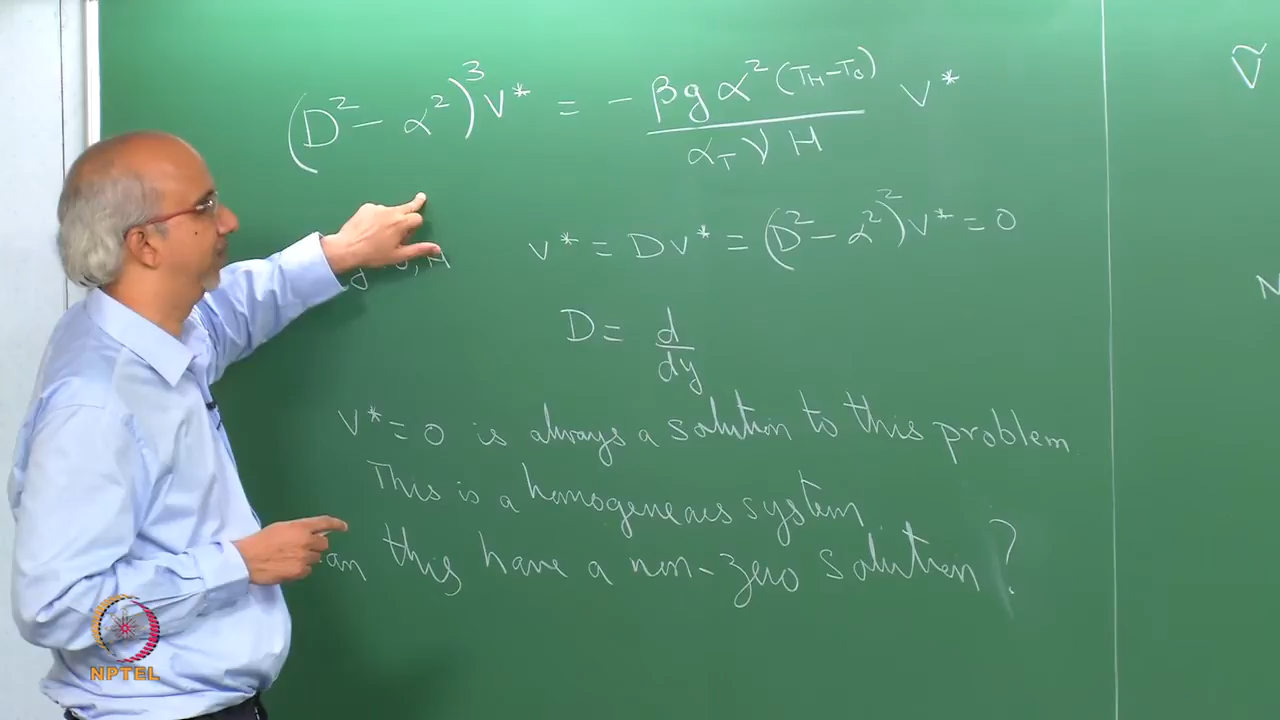 (D² - α²)³ v* = - βgα² (T_H - T_0) / α_T ν H v*
v* = Dv* = (D² - α²)² v* = 0
D = d/dy
v* = 0 is always a solution to this problem
This is a homogeneous system
this have a non-zero solution ?
Ṽ
NPTEL